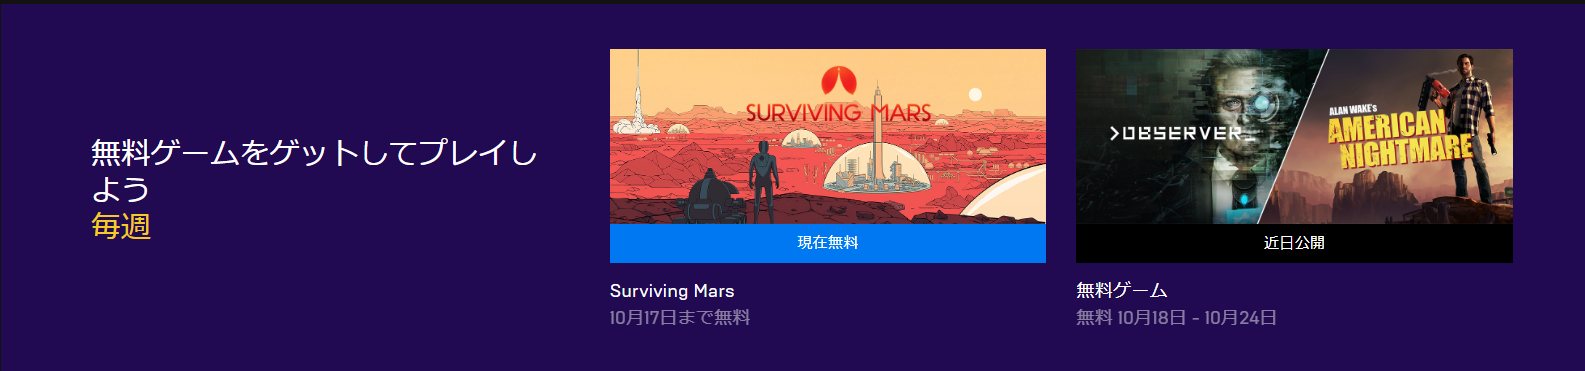 無料ゲームをゲットしてプレイし
よう
毎週
SURVIVING MARS
現在無料
Surviving Mars
10月17日まで無料
>OBSERVER_
ALAN WAKE'S
AMERICAN
NIGHTMARE
近日公開
無料ゲーム
無料 10月18日 - 10月24日